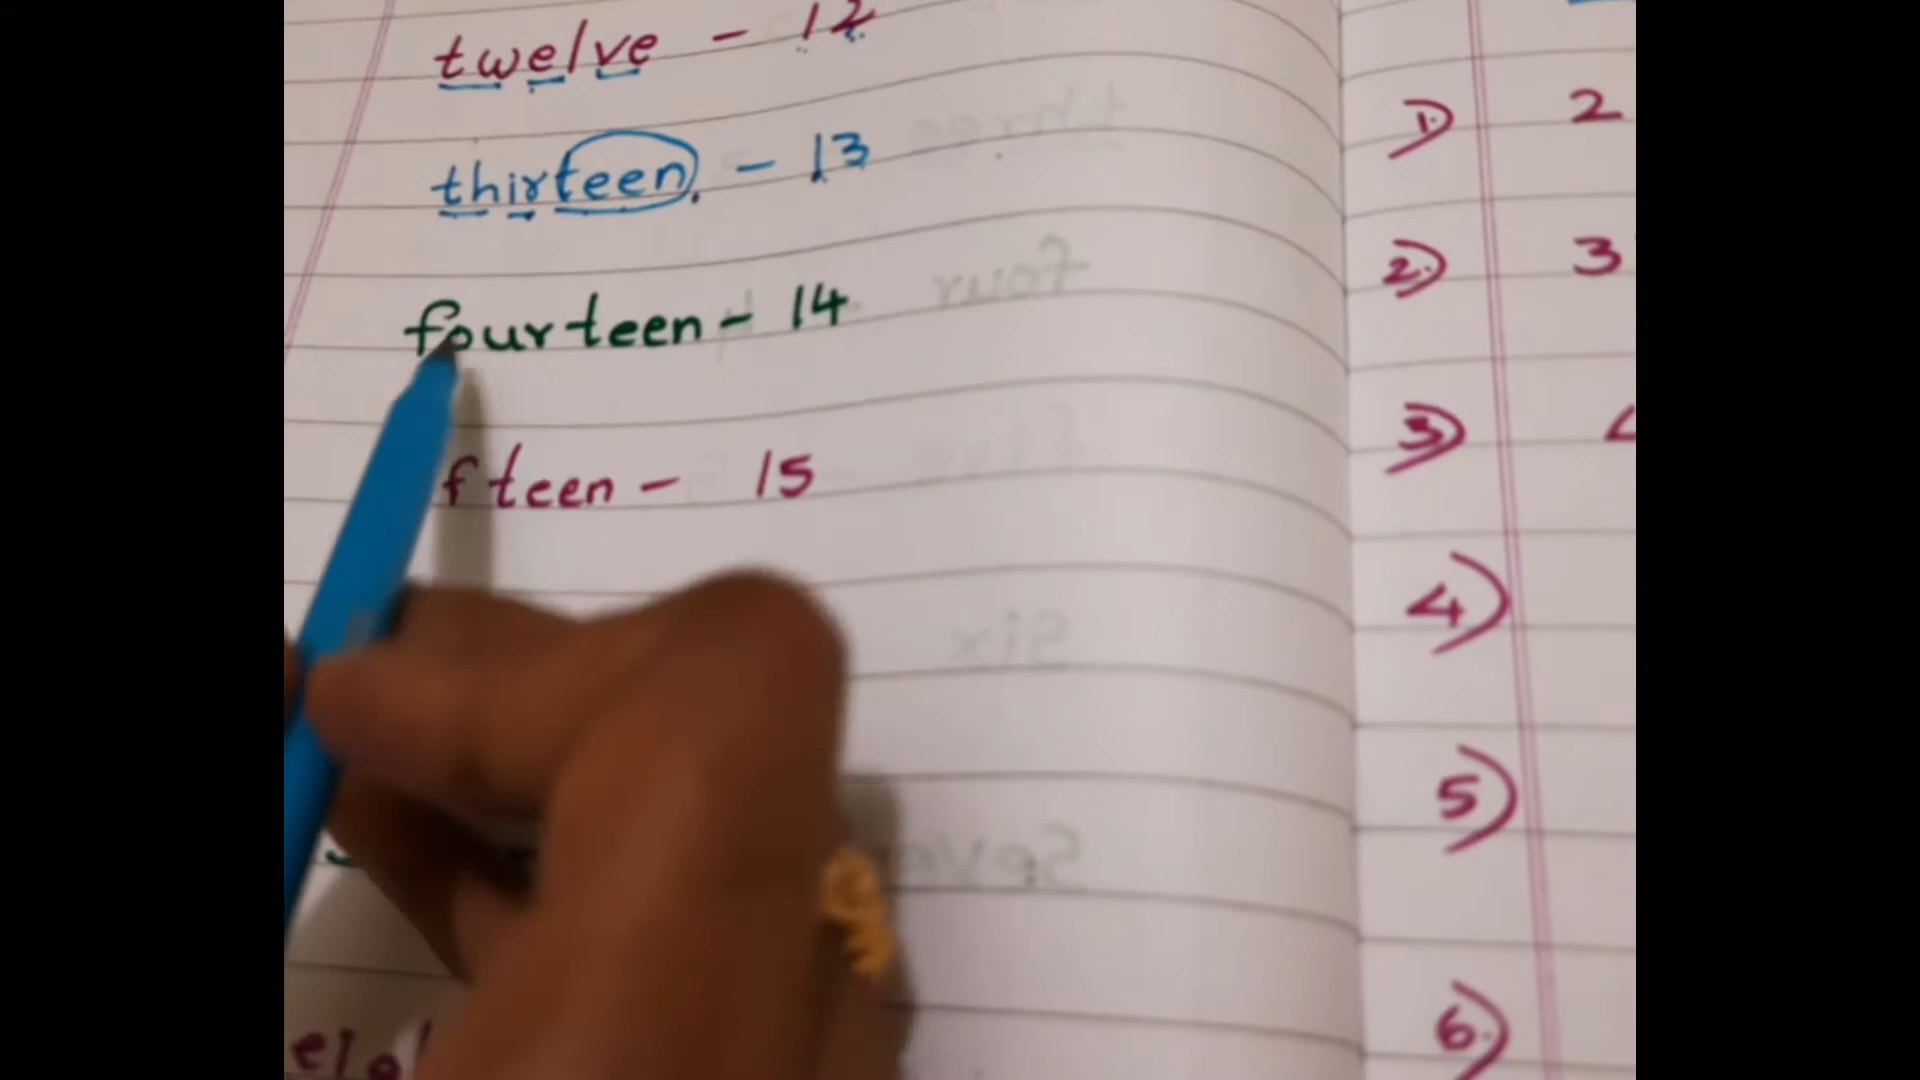 twelve - 12
thirteen - 13
fourteen - 14
fteen - 15
1) 2
2) 3
3)
4)
5)
6)